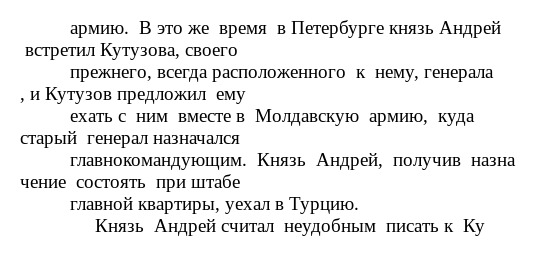 армию. В это же время в Петербурге князь Андрей
встретил Кутузова, своего
прежнего, всегда расположенного к нему, генерала
, и Кутузов предложил ему
ехать с ним вместе в Молдавскую армию, куда
старый генерал назначался
главнокомандующим. Князь Андрей, получив назна
чение состоять при штабе
главной квартиры, уехал в Турцию.
Князь Андрей считал неудобным писать к Ку